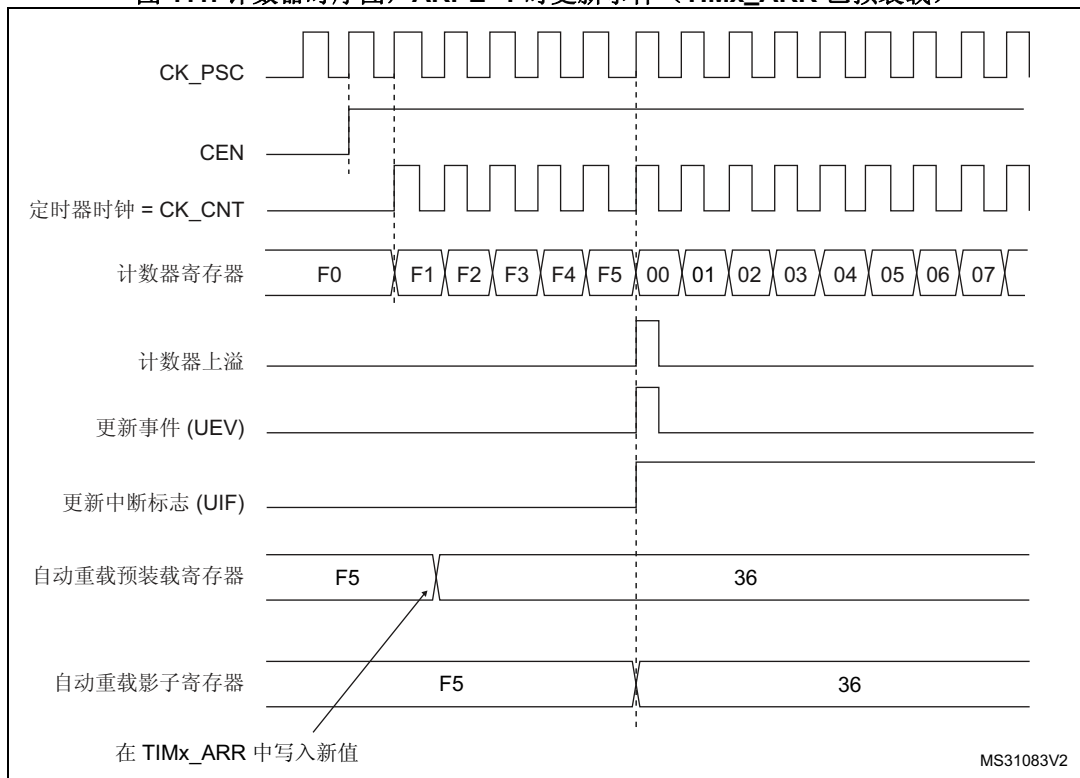 CK_PSC
CEN
定时器时钟 = CK_CNT
计数器寄存器 F0 F1 F2 F3 F4 F5 00 01 02 03 04 05 06 07
计数器上溢
更新事件 (UEV)
更新中断标志 (UIF)
自动重载预装载寄存器 F5 36
自动重载影子寄存器 F5 36
在 TIMx_ARR 中写入新值
MS31083V2